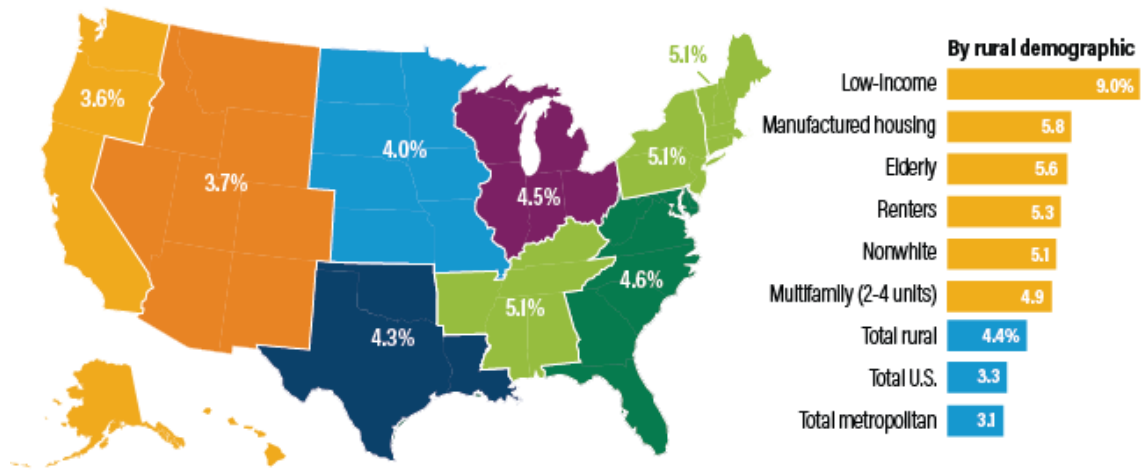 3.6%
3.7%
4.0%
4.3%
4.5%
5.1%
5.1%
5.1%
4.6%
By rural demographic
Low-Income 9.0%
Manufactured housing 5.8
Elderly 5.6
Renters 5.3
Nonwhite 5.1
Multifamily (2-4 units) 4.9
Total rural 4.4%
Total U.S. 3.3
Total metropolitan 3.1